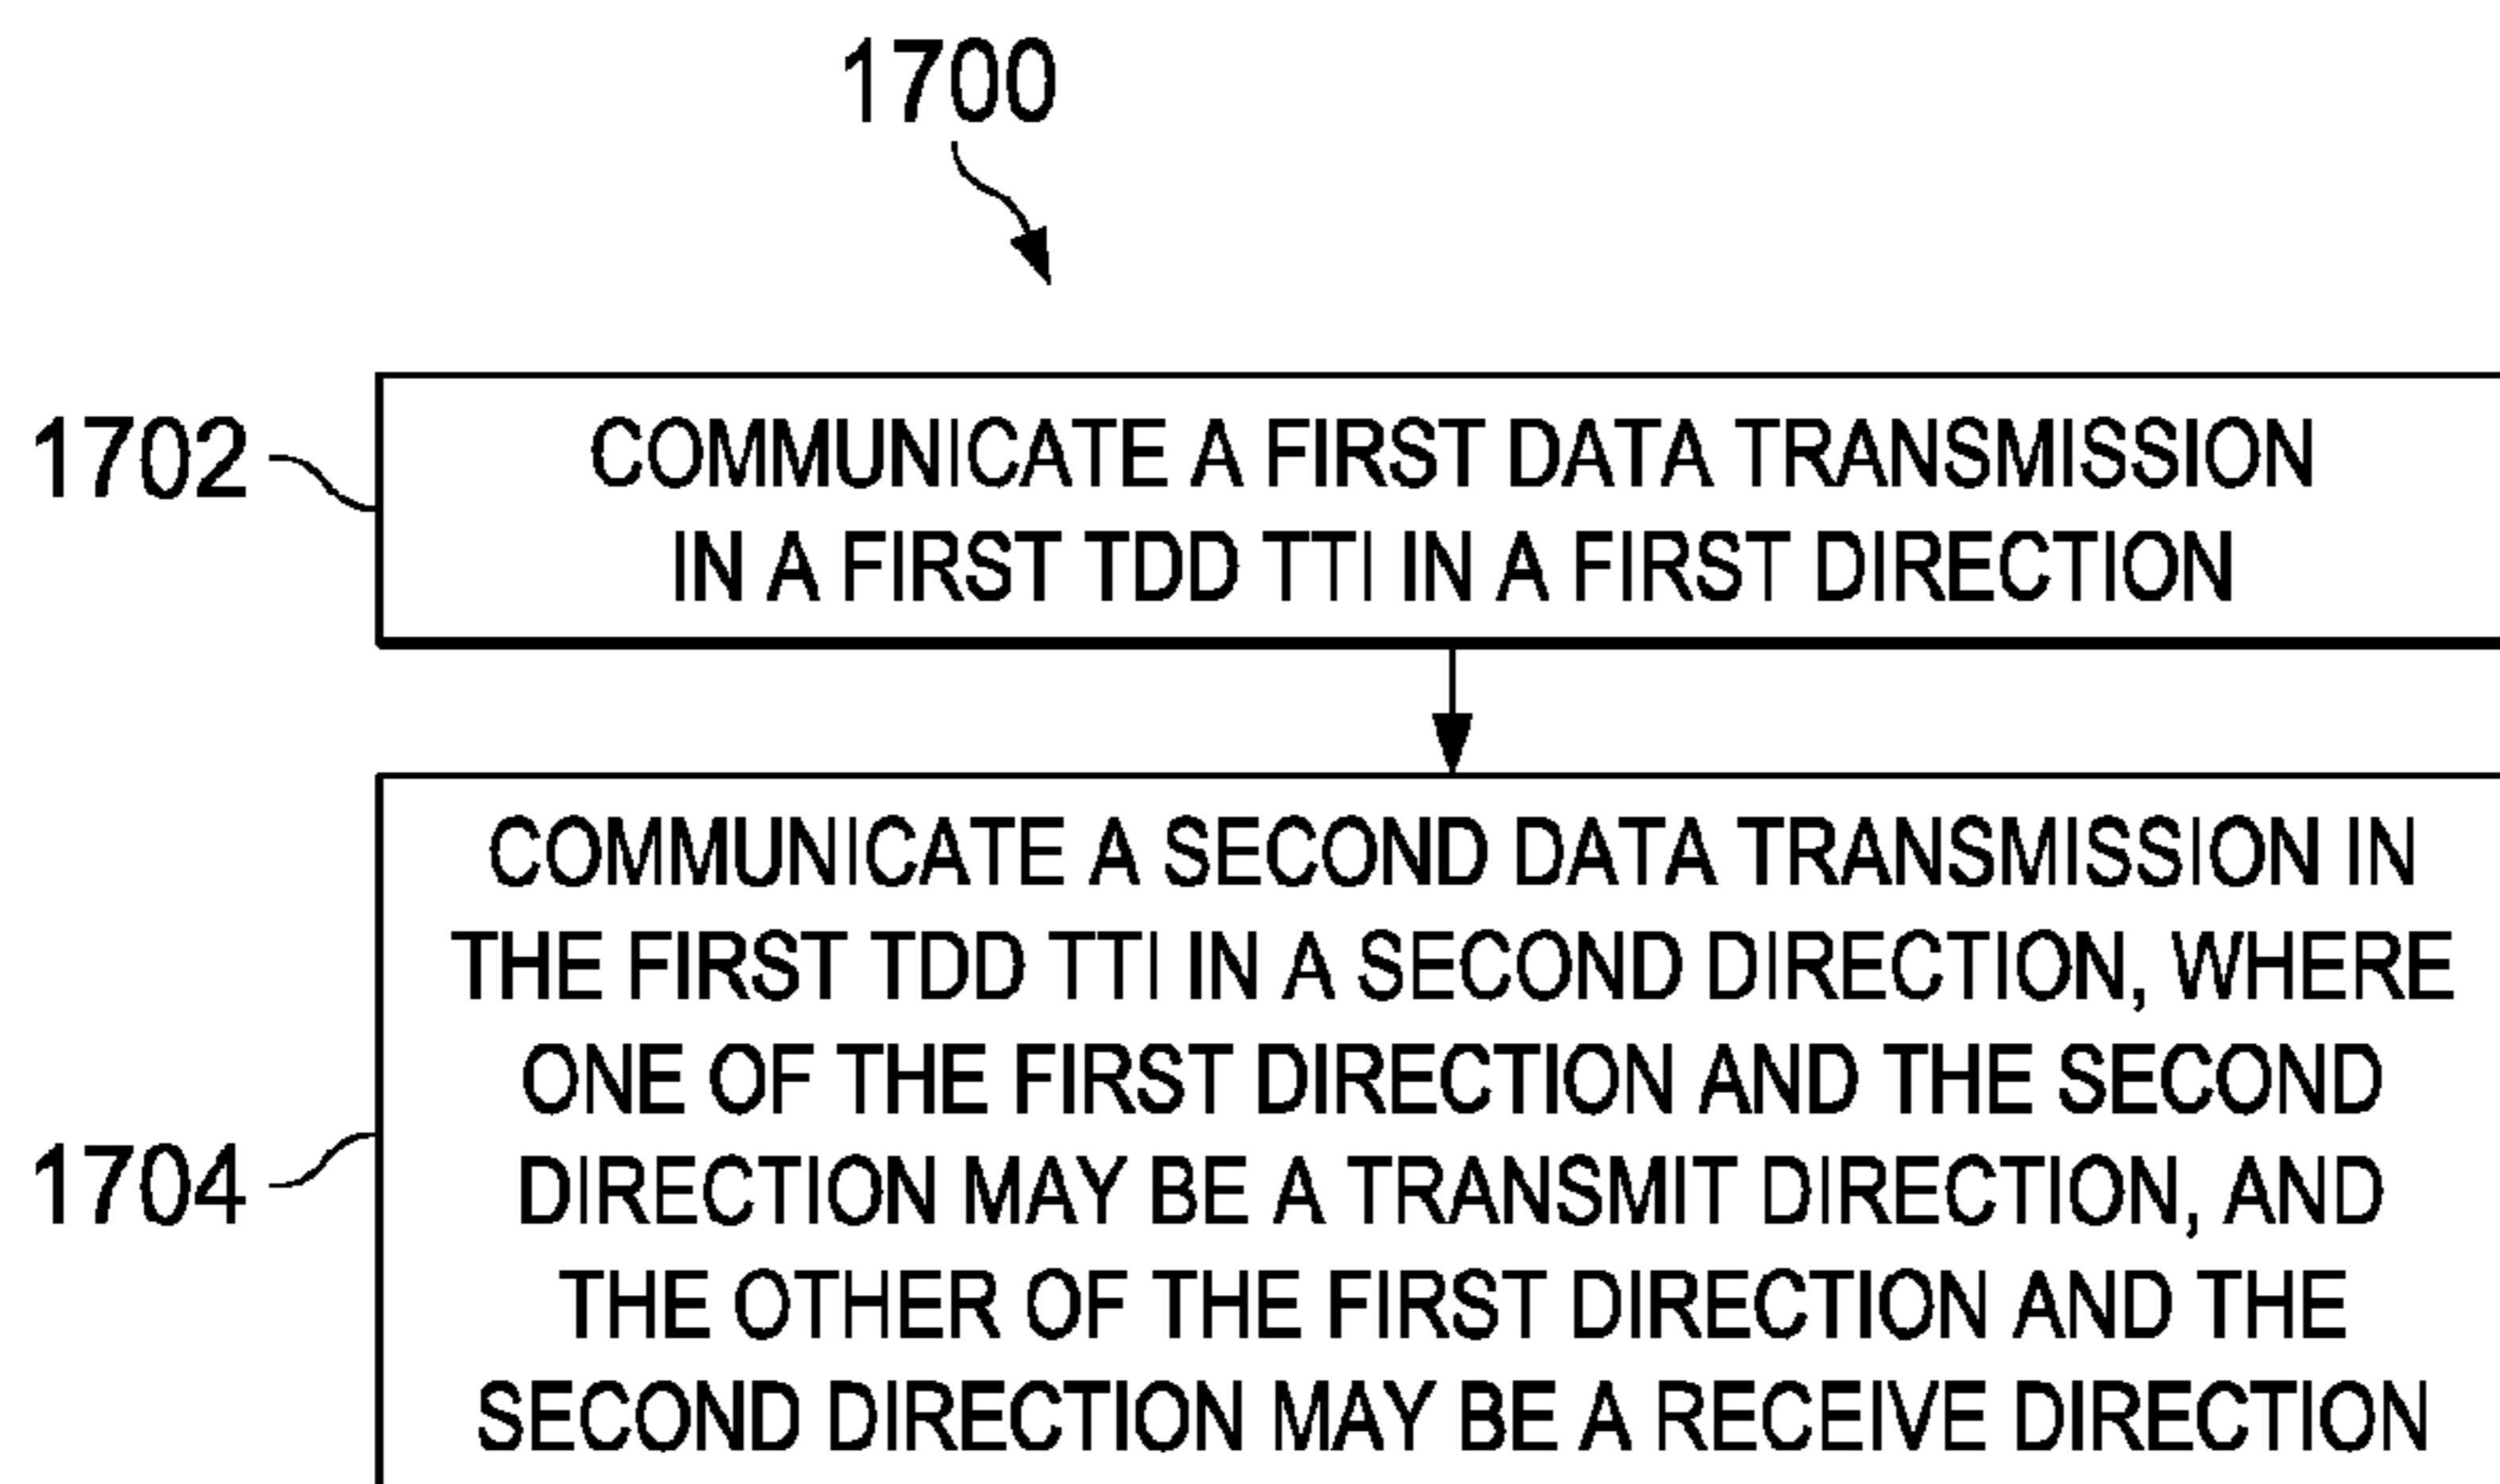 1700
1702
COMMUNICATE A FIRST DATA TRANSMISSION
IN A FIRST TDD TTI IN A FIRST DIRECTION
1704
COMMUNICATE A SECOND DATA TRANSMISSION IN
THE FIRST TDD TTI IN A SECOND DIRECTION, WHERE
ONE OF THE FIRST DIRECTION AND THE SECOND
DIRECTION MAY BE A TRANSMIT DIRECTION, AND
THE OTHER OF THE FIRST DIRECTION AND THE
SECOND DIRECTION MAY BE A RECEIVE DIRECTION